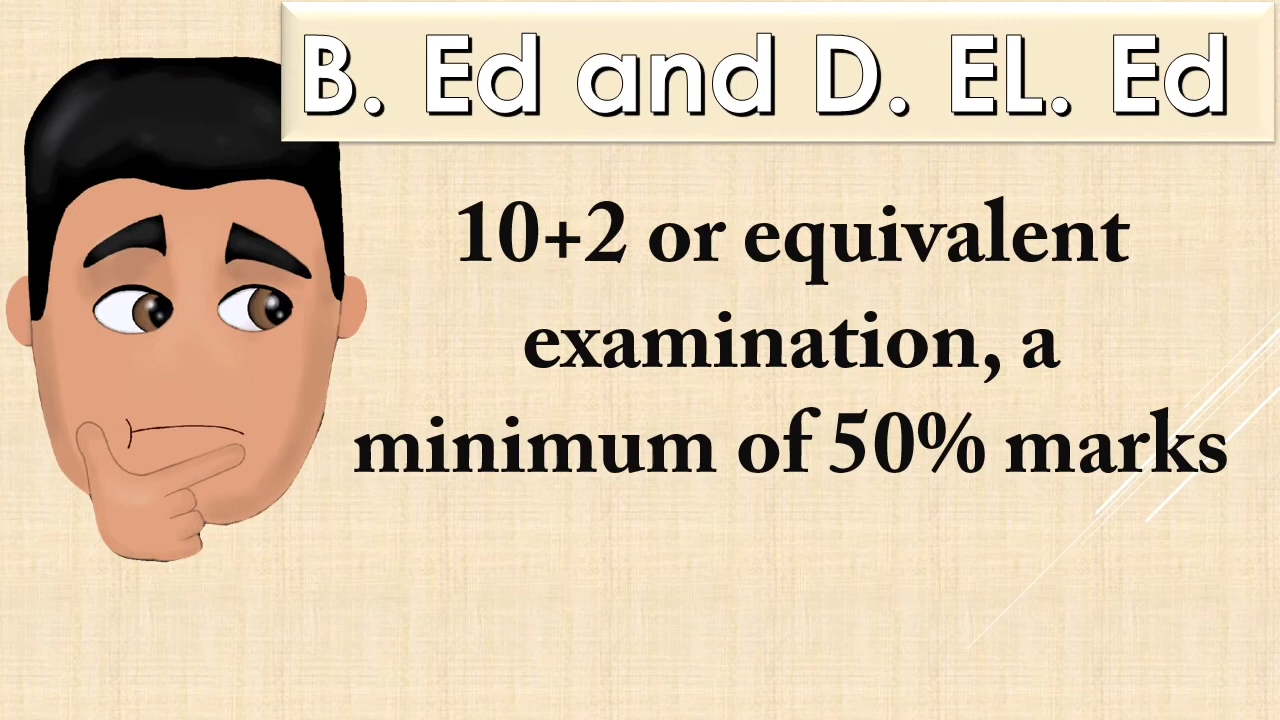 B. Ed and D. EL. Ed
10+2 or equivalent
examination, a
minimum of 50% marks